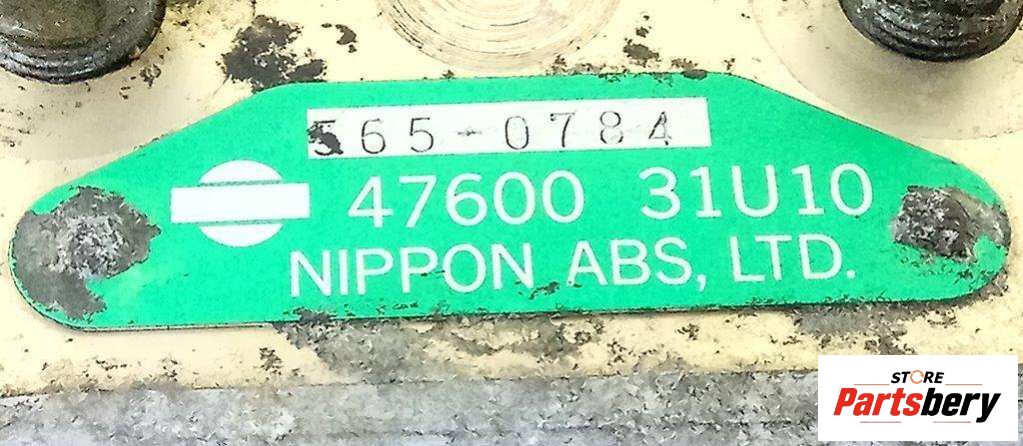 565-0784
47600 31U10
NIPPON ABS, LTD.
STORE
Partsbery